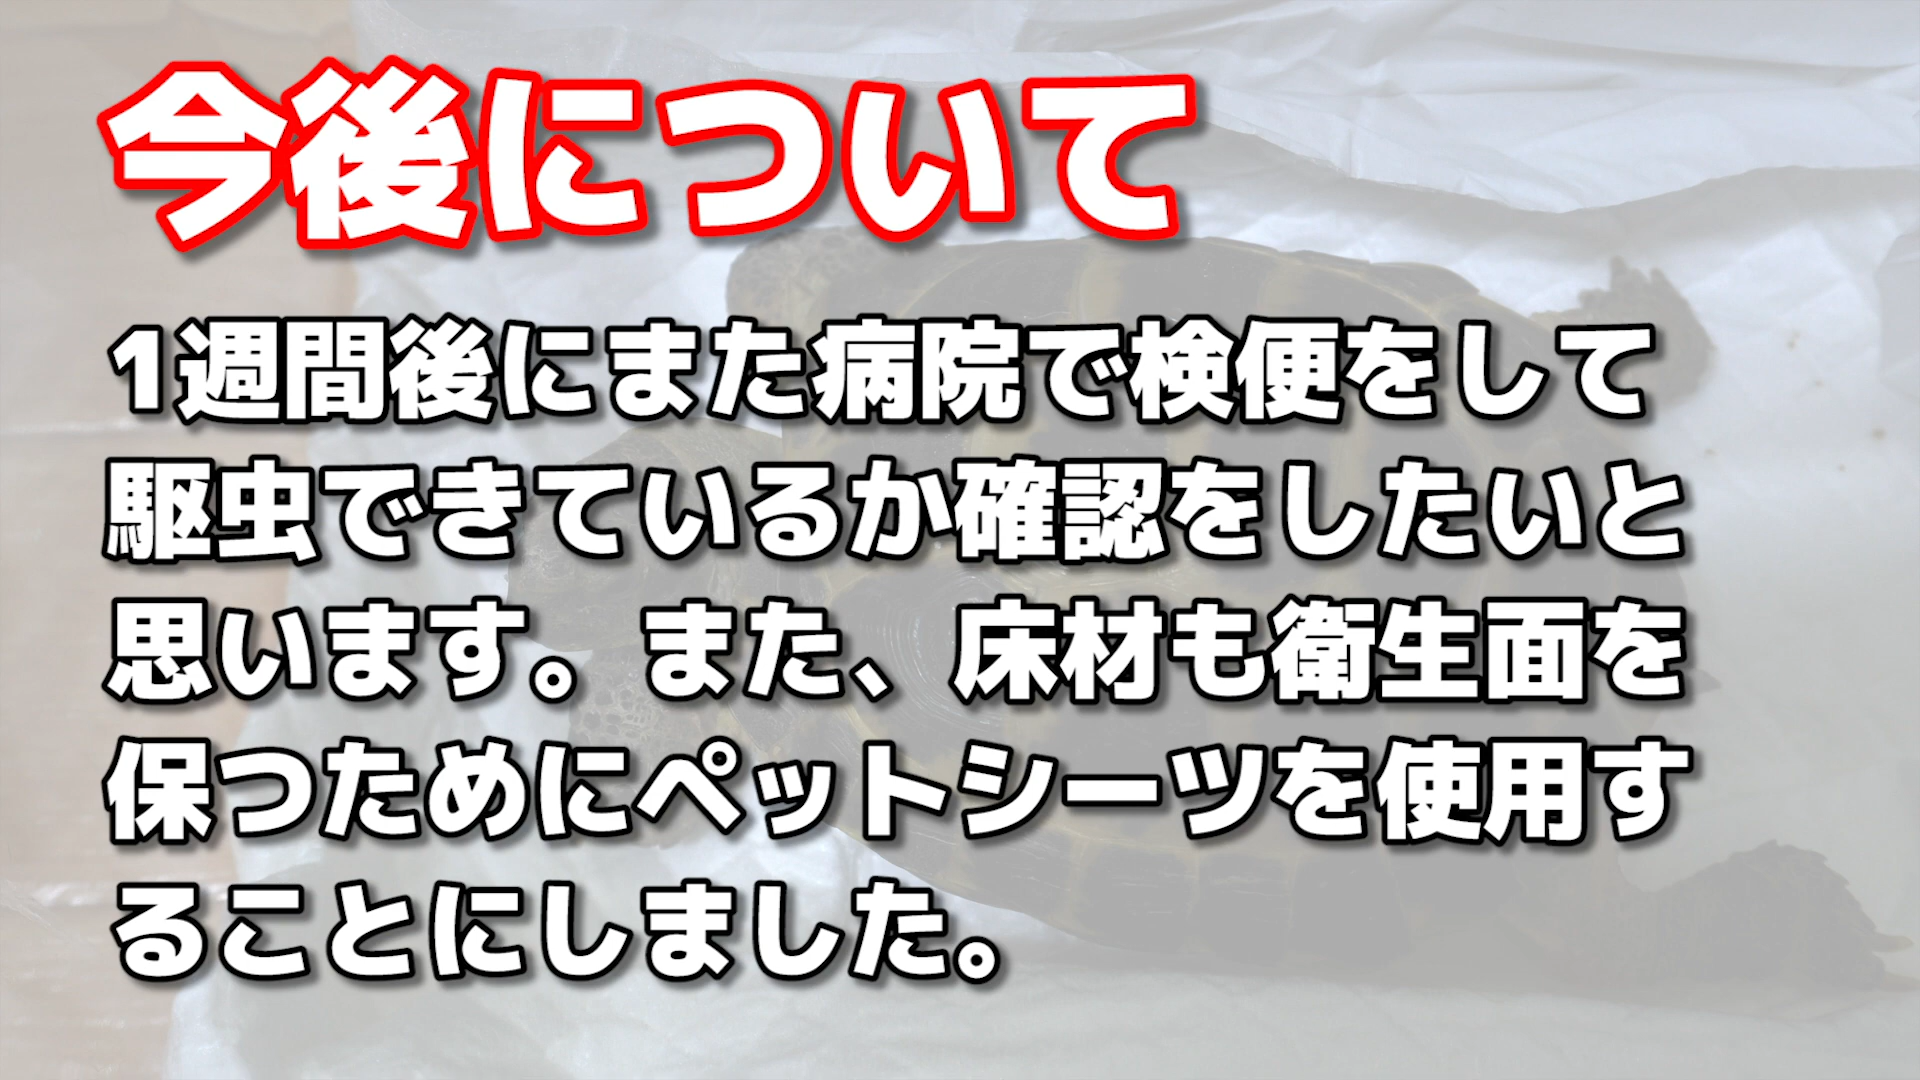 今後について
1週間後にまた病院で検便をして
駆虫できているか確認をしたいと
思います。また、床材も衛生面を
保つためにペットシーツを使用す
ることにしました。